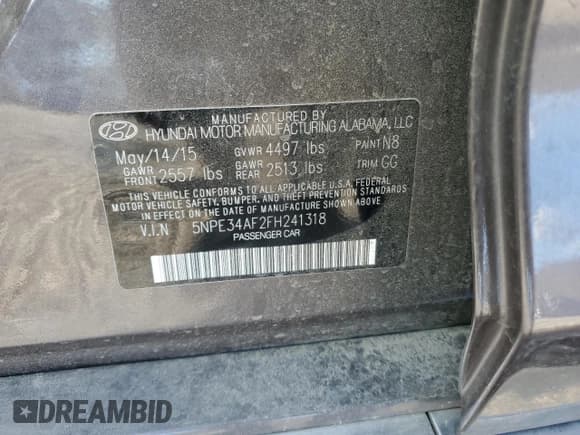 MANUFACTURED BY
HYUNDAI MOTOR MANUFACTURING ALABAMA, LLC
May/14/15 GVWR 4497 lbs PAINT N8
GAWR FRONT 2557 lbs GAWR REAR 2513 lbs TRIM GG
THIS VEHICLE CONFORMS TO ALL APPLICABLE U.S.A. FEDERAL
MOTOR VEHICLE SAFETY, BUMPER, AND THEFT PREVENTION STANDARDS
IN EFFECT ON THE DATE OF MANUFACTURE SHOWN ABOVE.
V.I.N 5NPE34AF2FH241318
PASSENGER CAR
DREAMBID